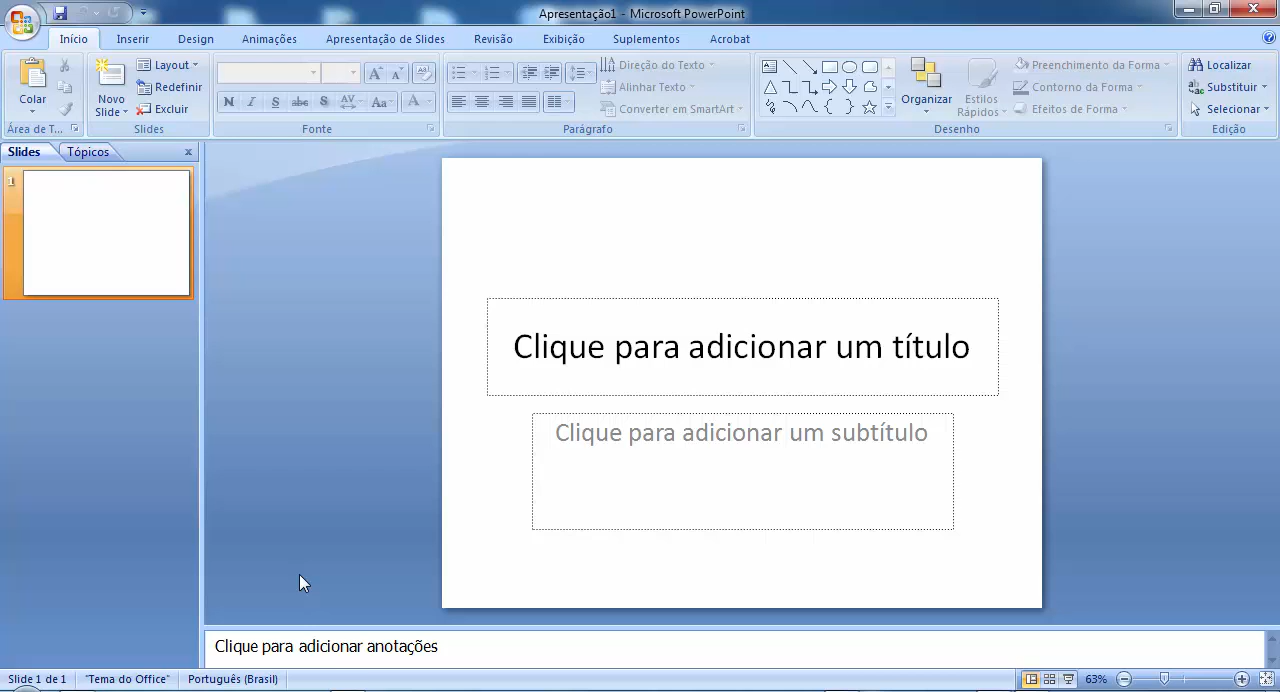 Apresentação1 - Microsoft PowerPoint
Início Inserir Design Animações Apresentação de Slides Revisão Exibição Suplementos Acrobat
Colar
Área de T...
Novo
Slide
Layout
Redefinir
Excluir
Slides
N I S abc S AV Aa A
Fonte
Direção do Texto
Alinhar Texto
Converter em SmartArt
Parágrafo
Organizar
Estilos
Rápidos
Preenchimento da Forma
Contorno da Forma
Efeitos de Forma
Desenho
Localizar
Substituir
Selecionar
Edição
Slides Tópicos x
1
Clique para adicionar um título
Clique para adicionar um subtítulo
Clique para adicionar anotações
Slide 1 de 1 "Tema do Office" Português (Brasil) 63%